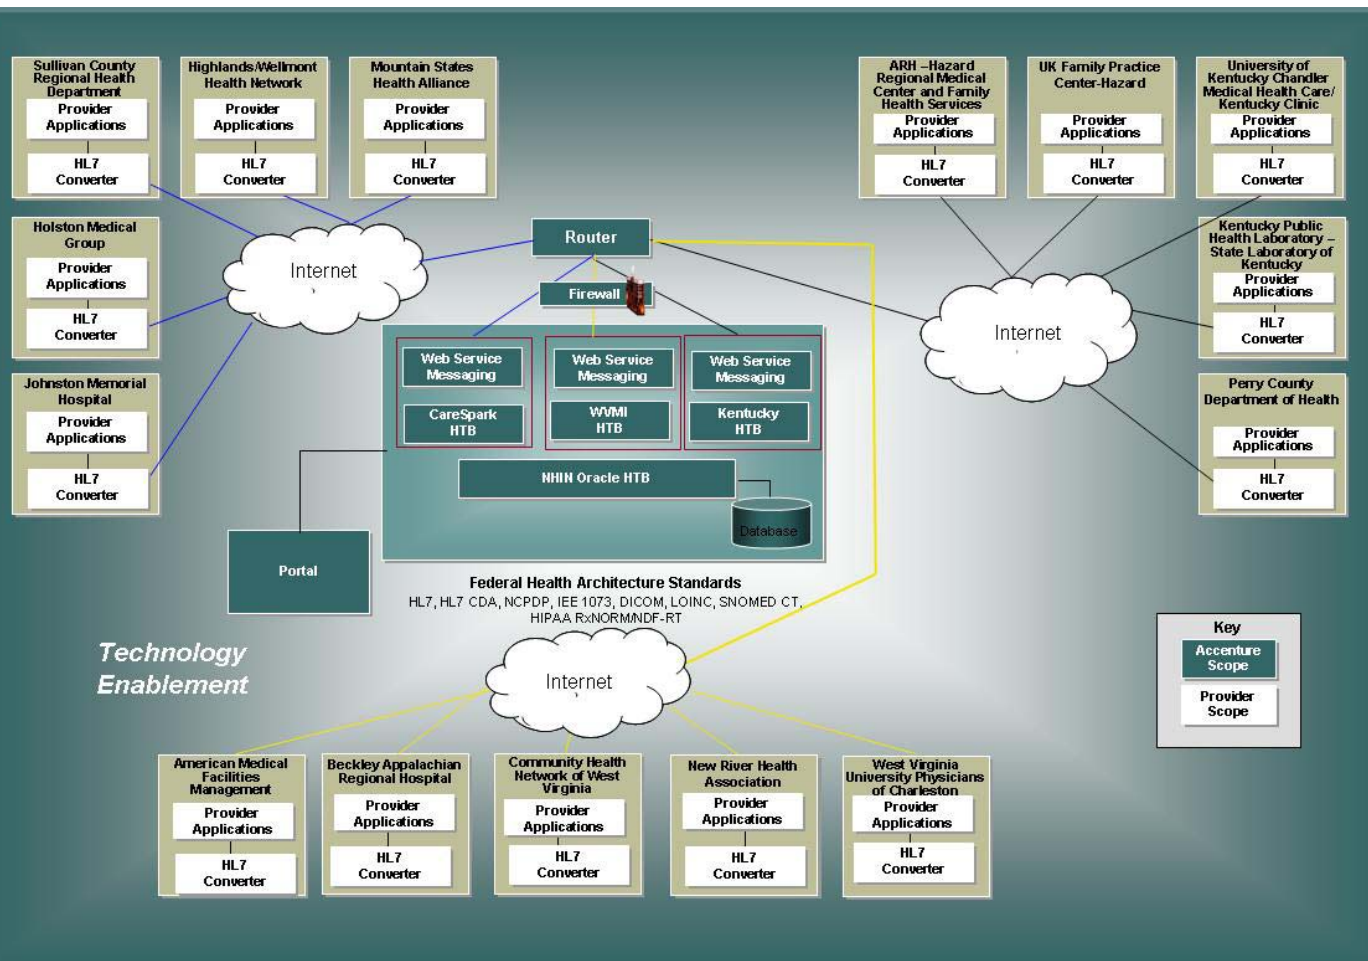 Sullivan County
Regional Health
Department
Provider
Applications
HL7
Converter
Highlands/Wellmont
Health Network
Provider
Applications
HL7
Converter
Mountain States
Health Alliance
Provider
Applications
HL7
Converter
ARH –Hazard
Regional Medical
Center and Family
Health Services
Provider
Applications
HL7
Converter
UK Family Practice
Center-Hazard
Provider
Applications
HL7
Converter
University of
Kentucky Chandler
Medical Health Care/
Kentucky Clinic
Provider
Applications
HL7
Converter
Holston Medical
Group
Provider
Applications
HL7
Converter
Internet
Router
Firewall
Internet
Kentucky Public
Health Laboratory –
State Laboratory of
Kentucky
Provider
Applications
HL7
Converter
Johnston Memorial
Hospital
Provider
Applications
HL7
Converter
Web Service
Messaging
CareSpark
HTB
Web Service
Messaging
WVMI
HTB
Web Service
Messaging
Kentucky
HTB
NHIN Oracle HTB
Database
Perry County
Department of Health
Provider
Applications
HL7
Converter
Portal
Federal Health Architecture Standards
HL7, HL7 CDA, NCPDP, IEE 1073, DICOM, LOINC, SNOMED CT,
HIPAA RxNORM/NDF-RT
Technology
Enablement
Internet
Key
Accenture
Scope
Provider
Scope
American Medical
Facilities
Management
Provider
Applications
HL7
Converter
Beckley Appalachian
Regional Hospital
Provider
Applications
HL7
Converter
Community Health
Network of West
Virginia
Provider
Applications
HL7
Converter
New River Health
Association
Provider
Applications
HL7
Converter
West Virginia
University Physicians
of Charleston
Provider
Applications
HL7
Converter